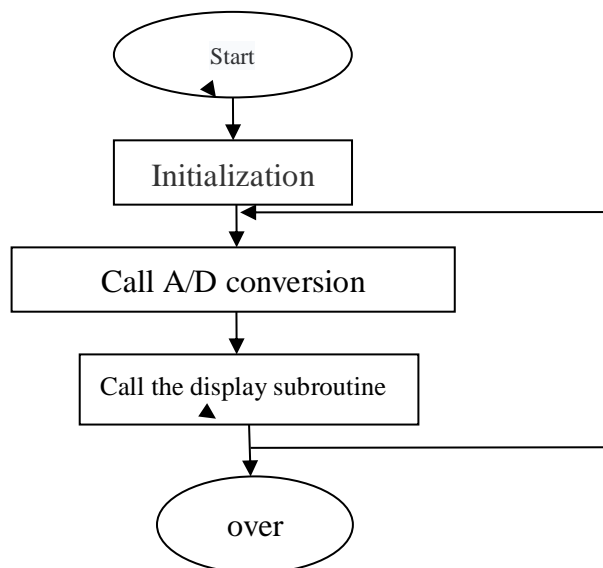 Start
Initialization
Call A/D conversion
Call the display subroutine
over